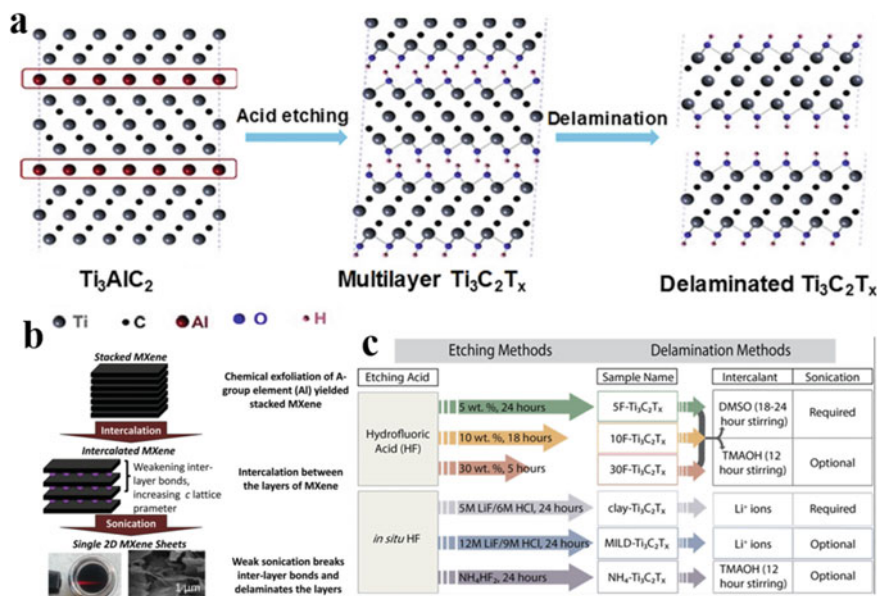 a
Acid etching
Delamination
Ti₃AlC₂
Multilayer Ti₃C₂Tₓ
Delaminated Ti₃C₂Tₓ
Ti C Al O H
b
Stacked MXene
Chemical exfoliation of A-
group element (Al) yielded
stacked MXene
Intercalation
Intercalated MXene
Weakening inter-
layer bonds,
increasing c lattice
prameter
Intercalation between
the layers of MXene
Sonication
Single 2D MXene Sheets
1 μm
Weak sonication breaks
inter-layer bonds and
delaminates the layers
c
Etching Methods
Delamination Methods
Etching Acid
Sample Name
Intercalant
Sonication
Hydrofluoric
Acid (HF)
5 wt. %, 24 hours
5F-Ti₃C₂Tₓ
DMSO (18-24
hour stirring)
Required
10 wt. %, 18 hours
10F-Ti₃C₂Tₓ
30 wt. %, 5 hours
30F-Ti₃C₂Tₓ
TMAOH (12
hour stirring)
Optional
in situ HF
5M LiF/6M HCl, 24 hours
clay-Ti₃C₂Tₓ
Li⁺ ions
Required
12M LiF/9M HCl, 24 hours
MILD-Ti₃C₂Tₓ
Li⁺ ions
Optional
NH₄HF₂, 24 hours
NH₄-Ti₃C₂Tₓ
TMAOH (12
hour stirring)
Optional